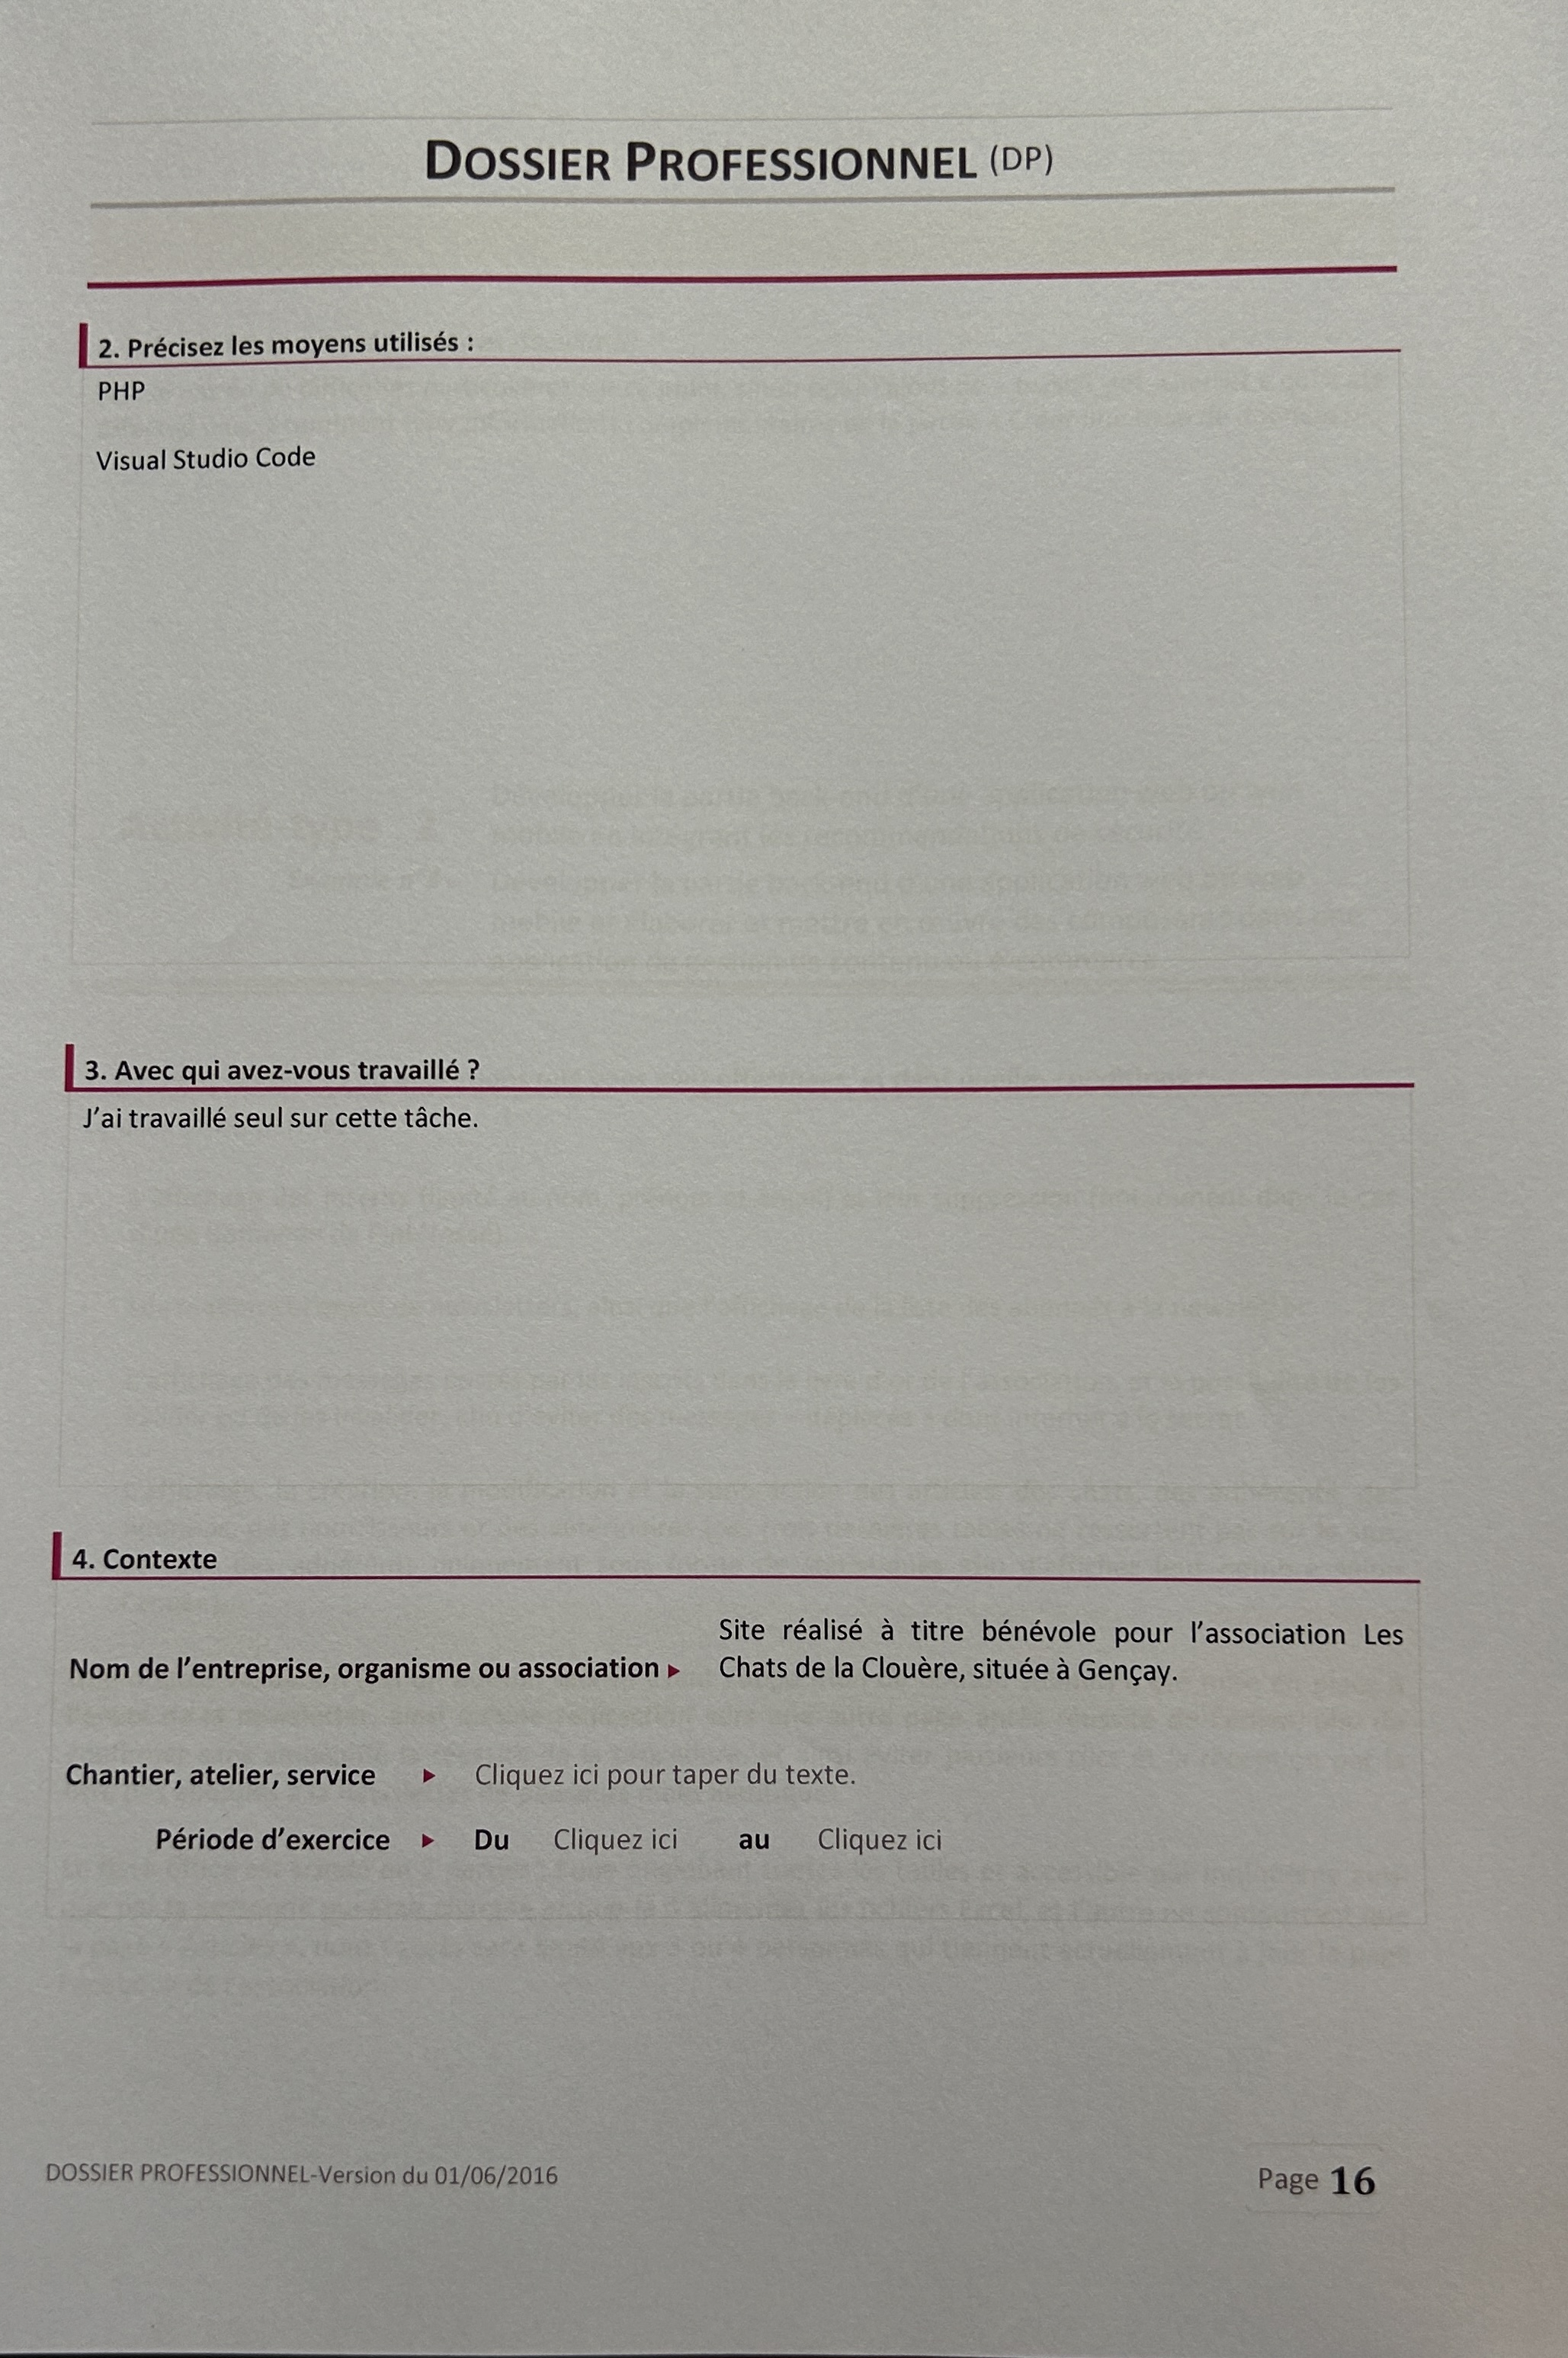 DOSSIER PROFESSIONNEL (DP)
2. Précisez les moyens utilisés :
PHP
Visual Studio Code
3. Avec qui avez-vous travaillé ?
J’ai travaillé seul sur cette tâche.
4. Contexte
Nom de l’entreprise, organisme ou association ▸ Site réalisé à titre bénévole pour l’association Les
Chats de la Clouère, située à Gençay.
Chantier, atelier, service ▸ Cliquez ici pour taper du texte.
Période d’exercice ▸ Du Cliquez ici au Cliquez ici
DOSSIER PROFESSIONNEL-Version du 01/06/2016
Page 16